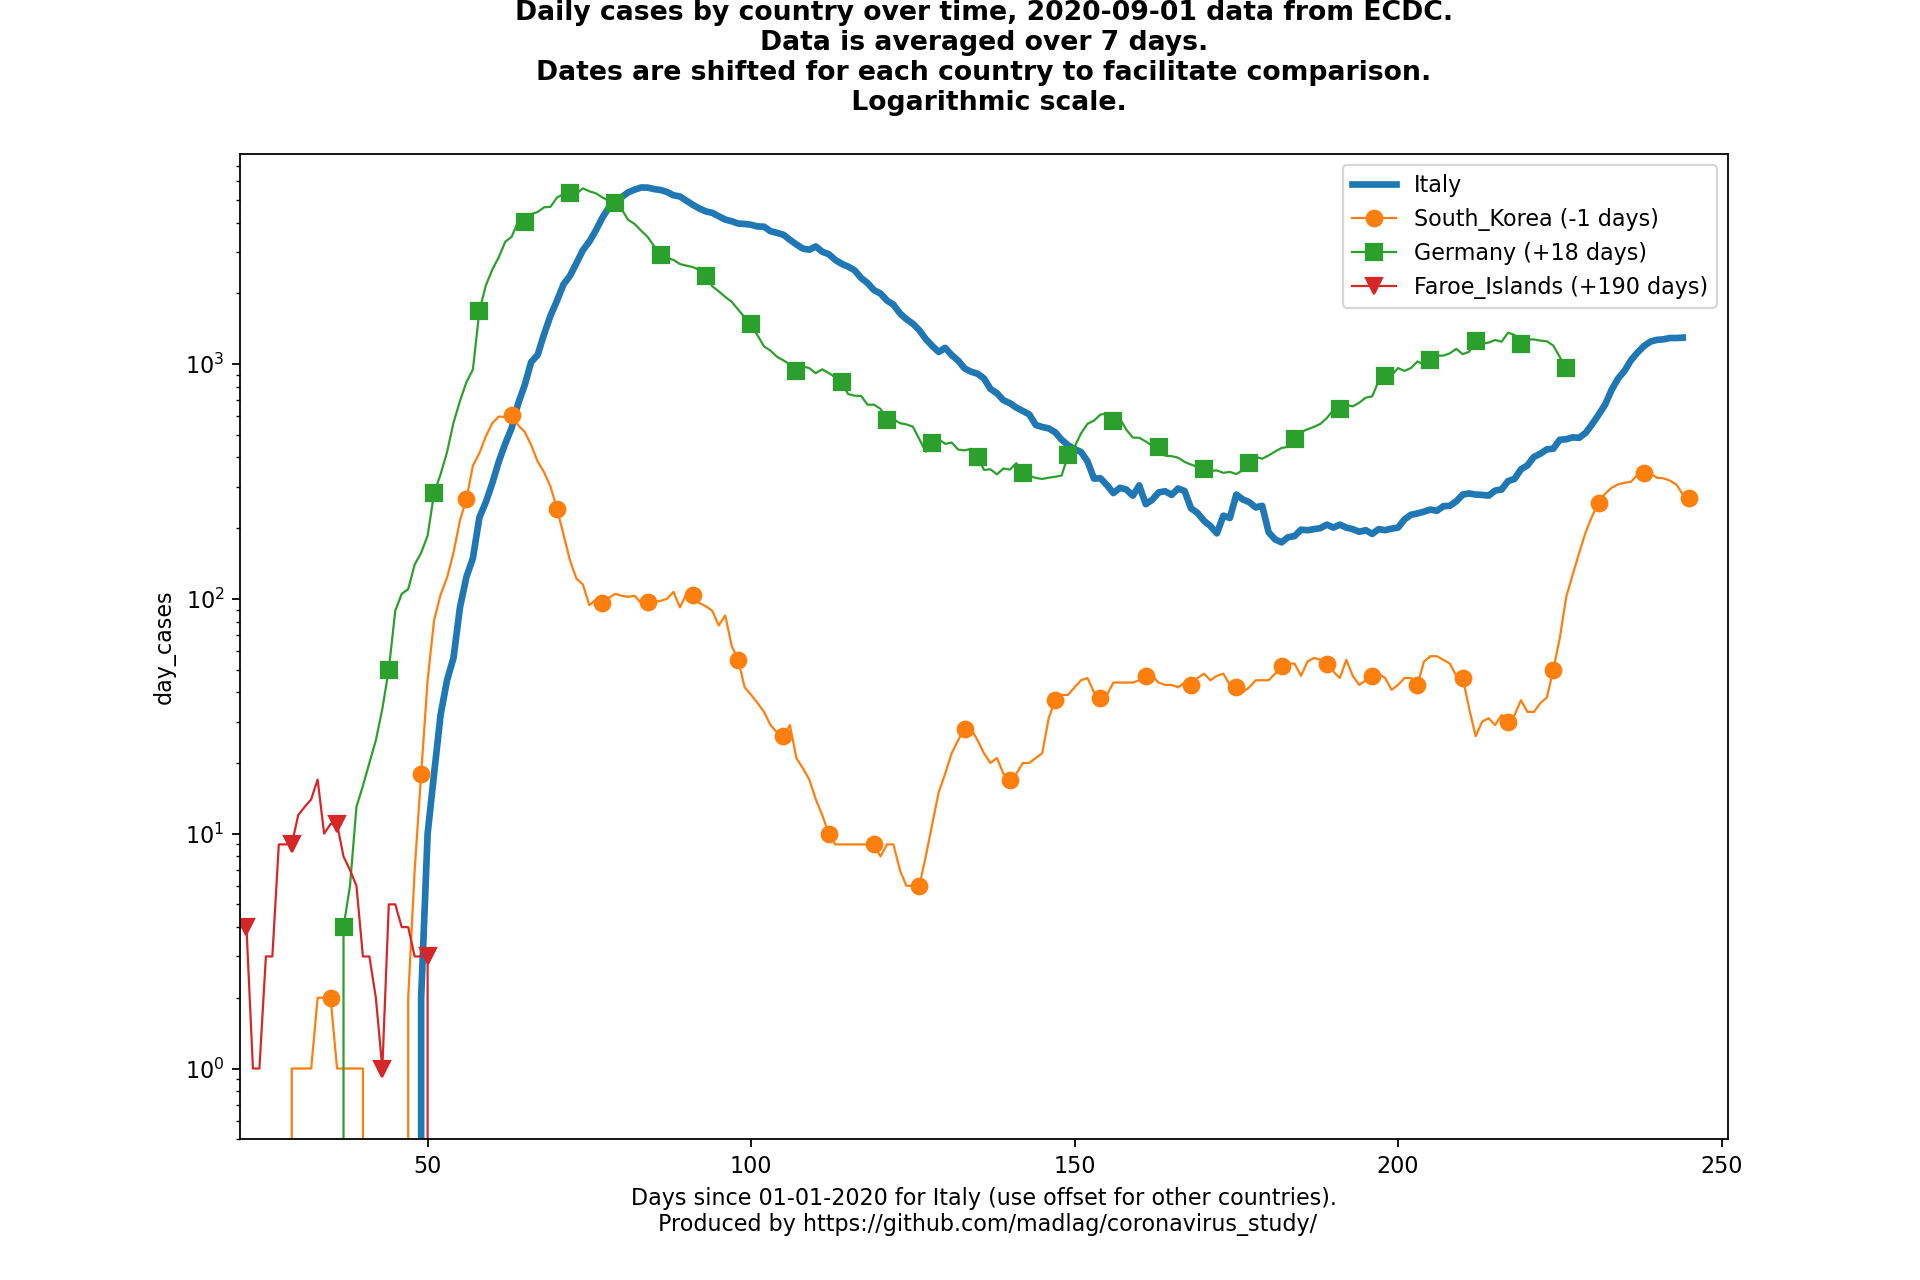 Daily cases by country over time, 2020-09-01 data from ECDC.
Data is averaged over 7 days.
Dates are shifted for each country to facilitate comparison.
Logarithmic scale.
Italy
South_Korea (-1 days)
Germany (+18 days)
Faroe_Islands (+190 days)
10³
10²
10¹
10⁰
day_cases
50 100 150 200 250
Days since 01-01-2020 for Italy (use offset for other countries).
Produced by https://github.com/madlag/coronavirus_study/